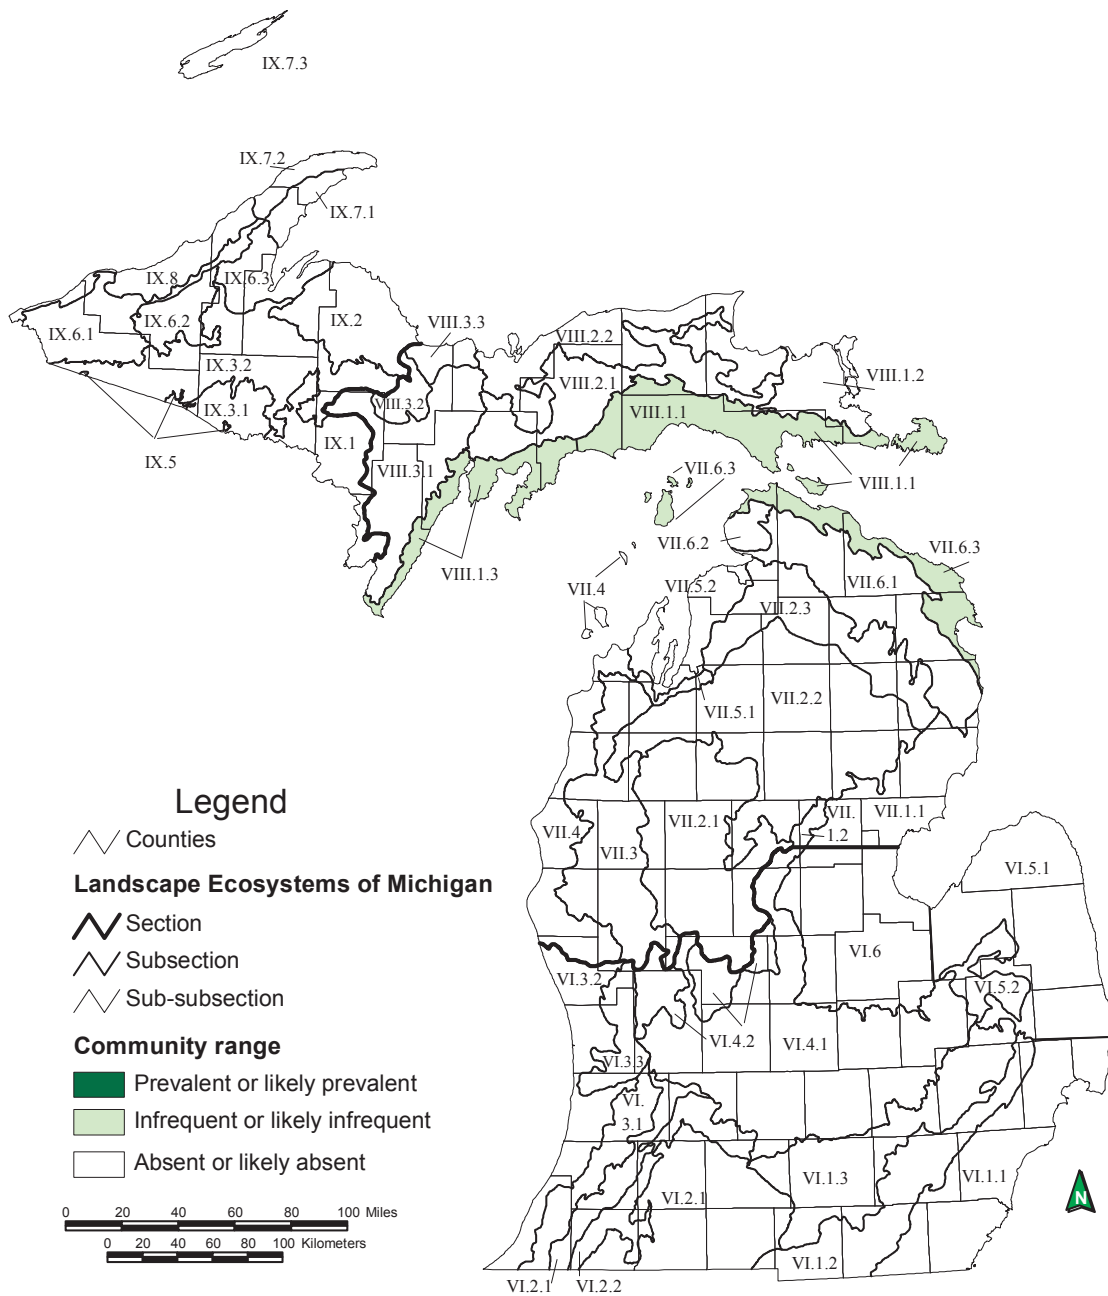 IX.7.3
IX.7.2
IX.7.1
IX.8
IX.6.3
IX.6.1
IX.6.2
IX.2
VIII.3.3
VIII.2.2
IX.3.2
VIII.2.1
VIII.1.2
IX.3.1
VIII.3.2
VIII.1.1
IX.1
IX.5
VIII.3.1
VII.6.3
VIII.1.1
VII.6.2
VII.6.3
VIII.1.3
VII.6.1
VII.4
VII.5.2
VII.2.3
VII.5.1
VII.2.2
VII.4
VII.3
VII.2.1
VII.
1.2
VII.1.1
VI.5.1
VI.6
VI.3.2
VI.5.2
VI.4.2
VI.4.1
VI.3.3
VI.
3.1
VI.1.3
VI.1.1
VI.2.1
VI.1.2
VI.2.1
VI.2.2
Legend
Counties
Landscape Ecosystems of Michigan
Section
Subsection
Sub-subsection
Community range
Prevalent or likely prevalent
Infrequent or likely infrequent
Absent or likely absent
0 20 40 60 80 100 Miles
0 20 40 60 80 100 Kilometers
N